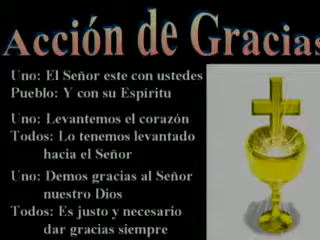 Acción de Gracias
Uno: El Señor este con ustedes
Pueblo: Y con su Espíritu
Uno: Levantemos el corazón
Todos: Lo tenemos levantado
hacia el Señor
Uno: Demos gracias al Señor
nuestro Dios
Todos: Es justo y necesario
dar gracias siempre